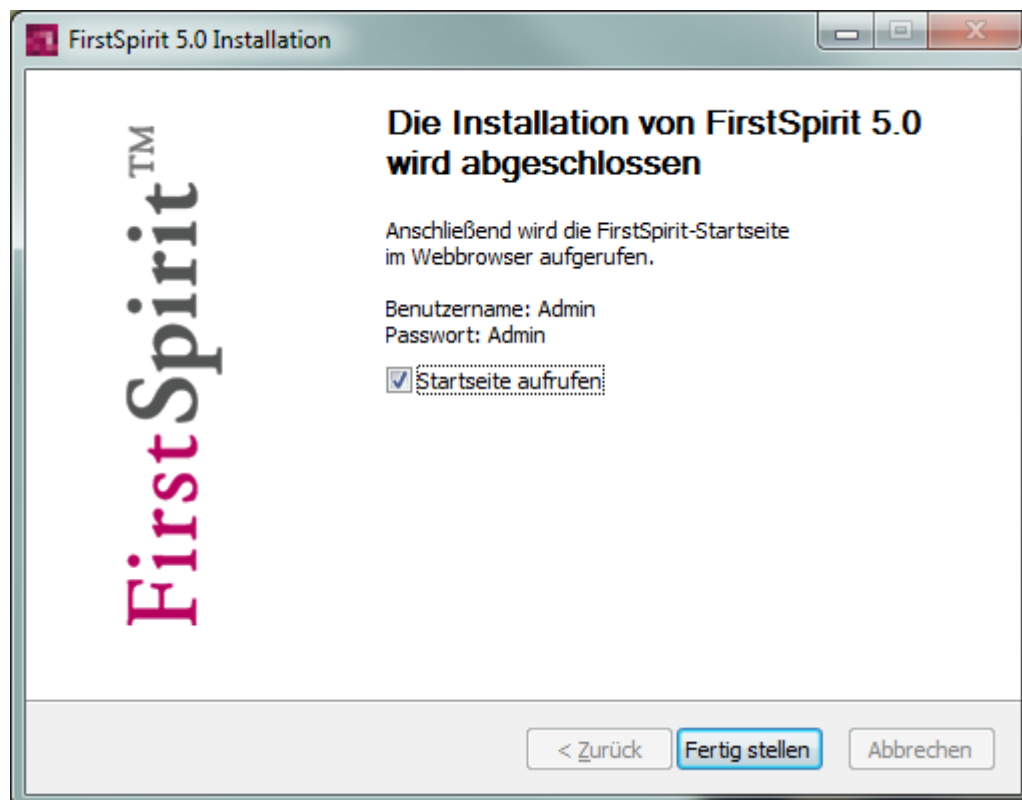 FirstSpirit 5.0 Installation
FirstSpirit™
Die Installation von FirstSpirit 5.0
wird abgeschlossen
Anschließend wird die FirstSpirit-Startseite
im Webbrowser aufgerufen.
Benutzername: Admin
Passwort: Admin
Startseite aufrufen
< Zurück
Fertig stellen
Abbrechen